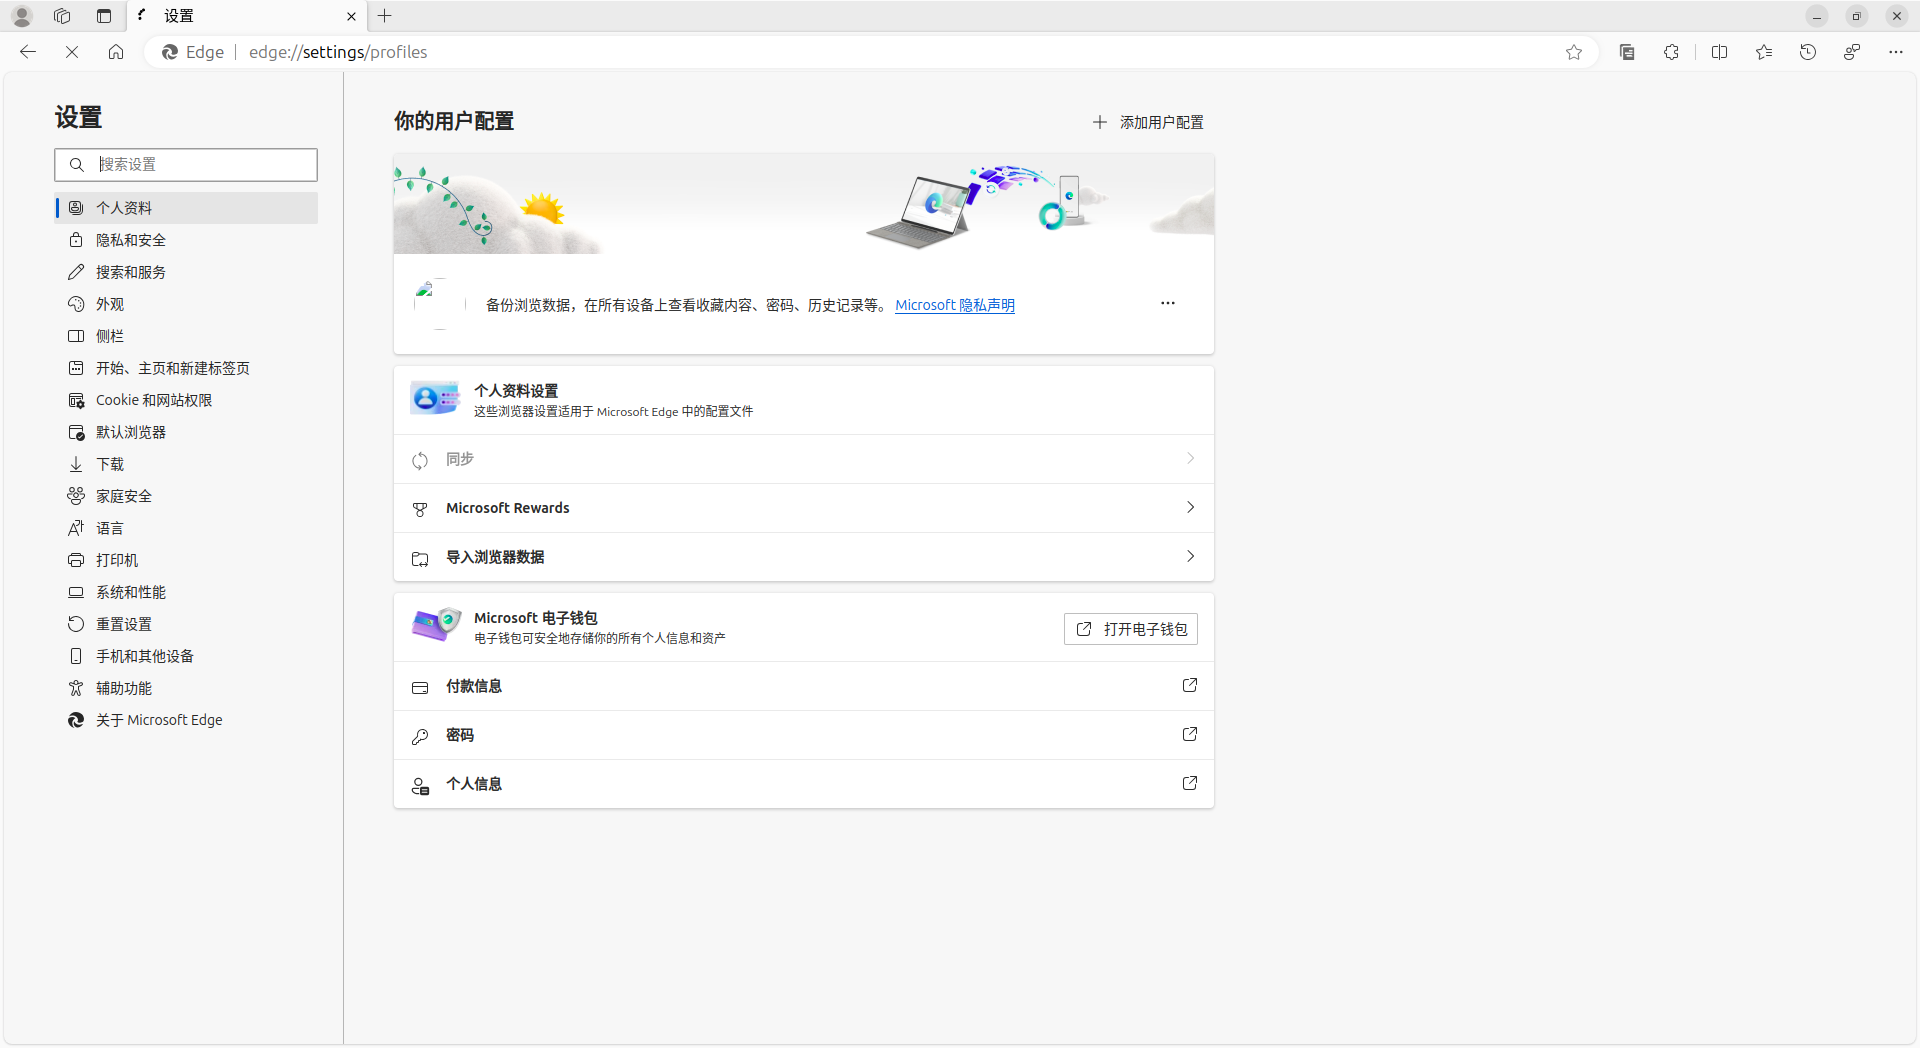 设置
Edge
edge://settings/profiles
设置
搜索设置
个人资料
隐私和安全
搜索和服务
外观
侧栏
开始、主页和新建标签页
Cookie 和网站权限
默认浏览器
下载
家庭安全
语言
打印机
系统和性能
重置设置
手机和其他设备
辅助功能
关于 Microsoft Edge
你的用户配置
添加用户配置
备份浏览数据，在所有设备上查看收藏内容、密码、历史记录等。 Microsoft 隐私声明
个人资料设置
这些浏览器设置适用于 Microsoft Edge 中的配置文件
同步
Microsoft Rewards
导入浏览器数据
Microsoft 电子钱包
电子钱包可安全地存储你的所有个人信息和资产
打开电子钱包
付款信息
密码
个人信息